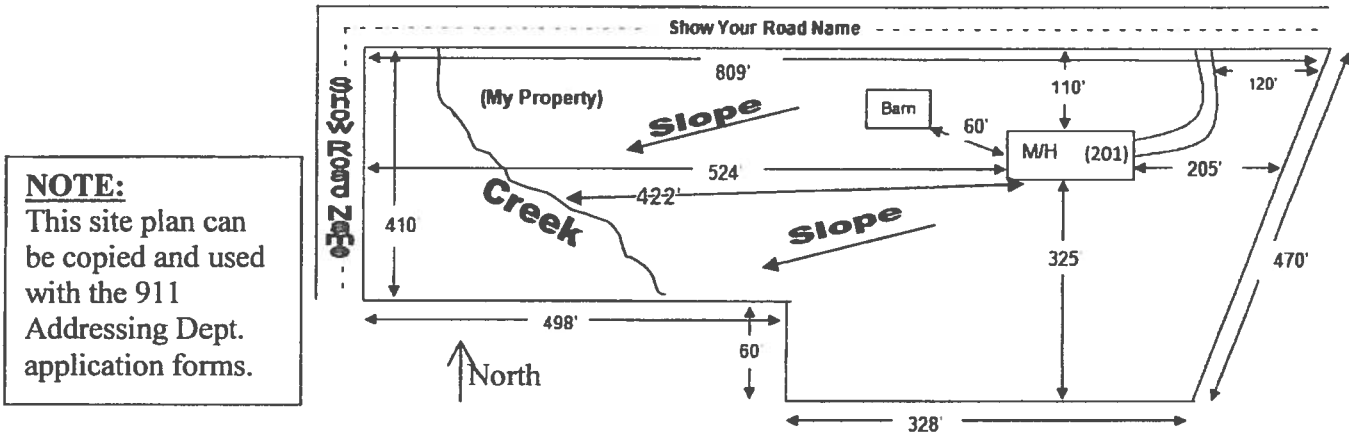 Show Your Road Name
Show Road Name
809'
(My Property)
Slope
Barn
110'
120'
60'
M/H (201)
524'
205'
422'
Creek
Slope
410'
325'
470'
498'
60'
North
328'
NOTE:
This site plan can
be copied and used
with the 911
Addressing Dept.
application forms.